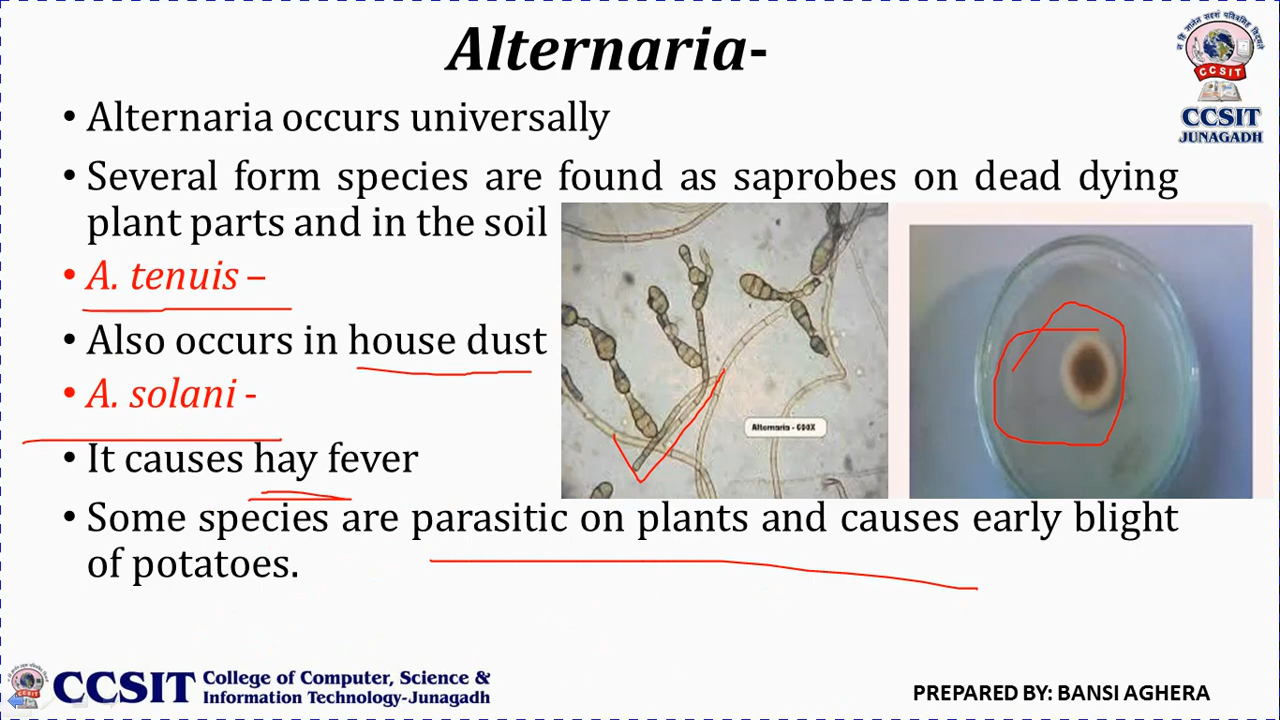 Alternaria-
• Alternaria occurs universally
• Several form species are found as saprobes on dead dying
plant parts and in the soil
• A. tenuis –
• Also occurs in house dust
• A. solani -
• It causes hay fever
• Some species are parasitic on plants and causes early blight
of potatoes.
Alternaria - 600X
CCSIT
CCSIT
JUNAGADH
CCSIT
College of Computer, Science &
Information Technology-Junagadh
PREPARED BY: BANSI AGHERA